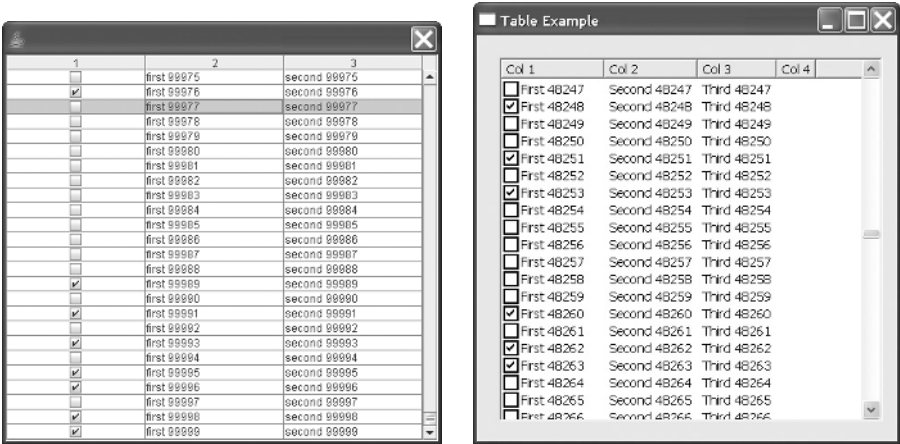 1 2 3
first 99975 second 99975
first 99976 second 99976
first 99977 second 99977
first 99978 second 99978
first 99979 second 99979
first 99980 second 99980
first 99981 second 99981
first 99982 second 99982
first 99983 second 99983
first 99984 second 99984
first 99985 second 99985
first 99986 second 99986
first 99987 second 99987
first 99988 second 99988
first 99989 second 99989
first 99990 second 99990
first 99991 second 99991
first 99992 second 99992
first 99993 second 99993
first 99994 second 99994
first 99995 second 99995
first 99996 second 99996
first 99997 second 99997
first 99998 second 99998
first 99999 second 99999
Table Example
Col 1 Col 2 Col 3 Col 4
First 48247 Second 48247 Third 48247
First 48248 Second 48248 Third 48248
First 48249 Second 48249 Third 48249
First 48250 Second 48250 Third 48250
First 48251 Second 48251 Third 48251
First 48252 Second 48252 Third 48252
First 48253 Second 48253 Third 48253
First 48254 Second 48254 Third 48254
First 48255 Second 48255 Third 48255
First 48256 Second 48256 Third 48256
First 48257 Second 48257 Third 48257
First 48258 Second 48258 Third 48258
First 48259 Second 48259 Third 48259
First 48260 Second 48260 Third 48260
First 48261 Second 48261 Third 48261
First 48262 Second 48262 Third 48262
First 48263 Second 48263 Third 48263
First 48264 Second 48264 Third 48264
First 48265 Second 48265 Third 48265
First 48266 Second 48266 Third 48266